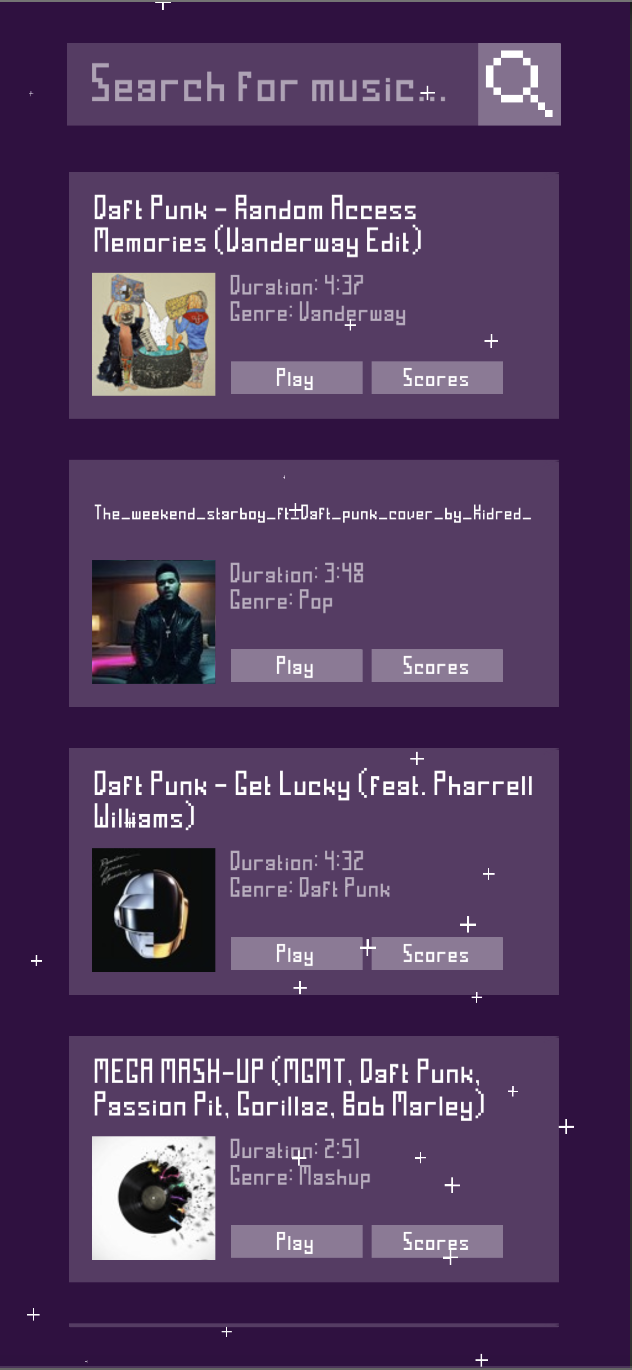 Search for music...
Daft Punk - Random Access
Memories (Vanderway Edit)
Duration: 4:37
Genre: Vanderway
Play
Scores
The_weekend_starboy_ft_Daft_punk_cover_by_Kidred_
Duration: 3:48
Genre: Pop
Play
Scores
Daft Punk - Get Lucky (feat. Pharrell
Williams)
Duration: 4:32
Genre: Daft Punk
Play
Scores
MEGA MASH-UP (MGMT, Daft Punk,
Passion Pit, Gorillaz, Bob Marley)
Duration: 2:51
Genre: Mashup
Play
Scores